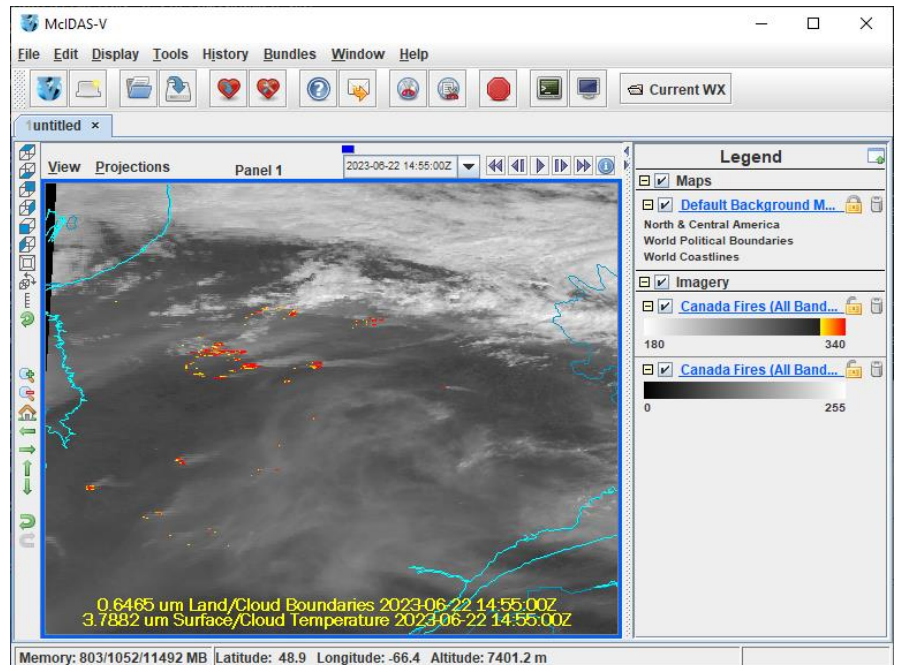 McIDAS-V
File Edit Display Tools History Bundles Window Help
Current WX
1untitled ×
View Projections Panel 1 2023-06-22 14:55:00Z
Legend
Maps
Default Background M...
North & Central America
World Political Boundaries
World Coastlines
Imagery
Canada Fires (All Band...
180 340
Canada Fires (All Band...
0 255
0.6465 um Land/Cloud Boundaries 2023-06-22 14:55:00Z
3.7882 um Surface/Cloud Temperature 2023-06-22 14:55:00Z
Memory: 803/1052/11492 MB Latitude: 48.9 Longitude: -66.4 Altitude: 7401.2 m